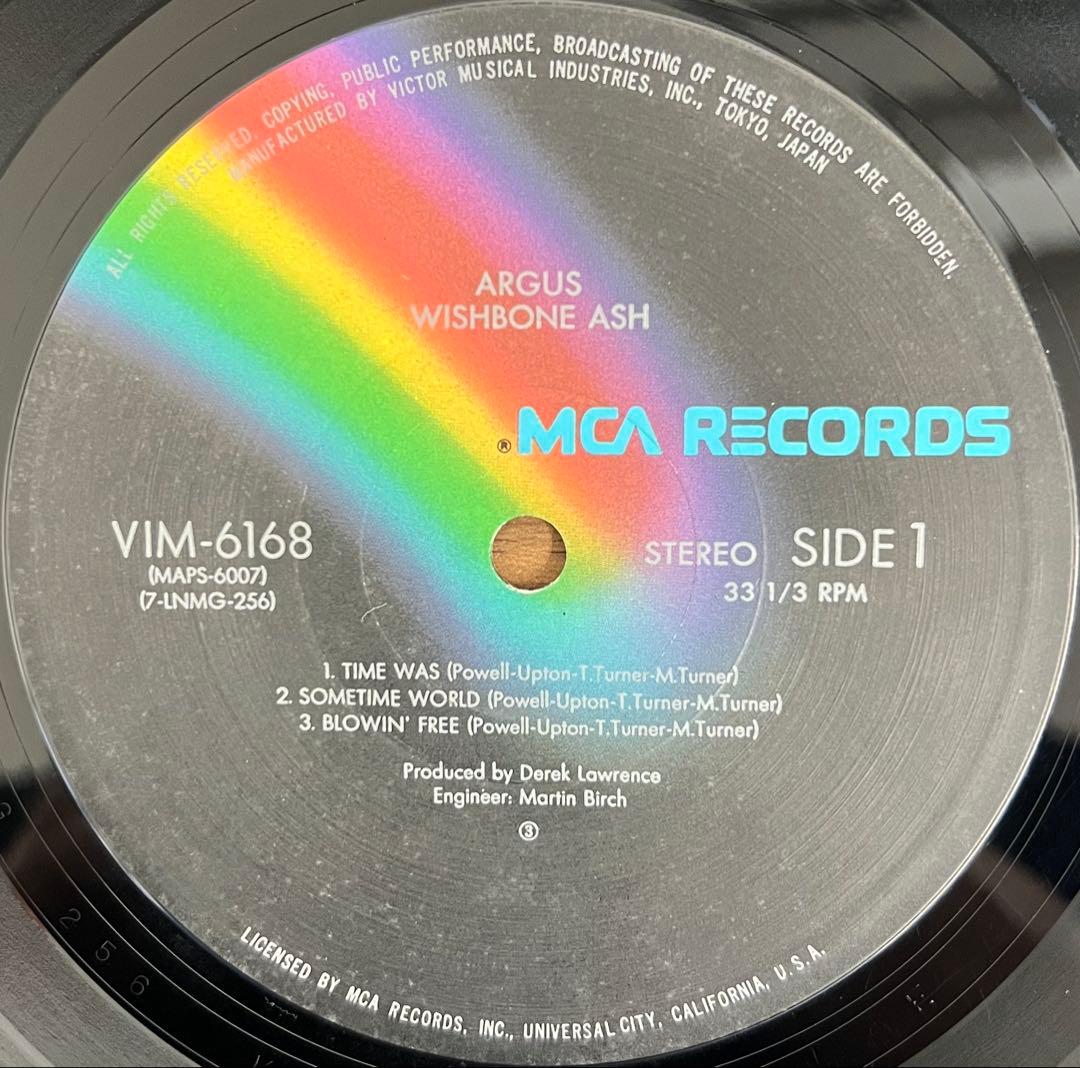 ALL RIGHTS RESERVED. COPYING, PUBLIC PERFORMANCE, BROADCASTING OF THESE RECORDS ARE FORBIDDEN.
MANUFACTURED BY VICTOR MUSICAL INDUSTRIES, INC., TOKYO, JAPAN
ARGUS
WISHBONE ASH
® MCA RECORDS
VIM-6168
(MAPS-6007)
(7-LNMG-256)
STEREO SIDE 1
33 1/3 RPM
1. TIME WAS (Powell-Upton-T.Turner-M.Turner)
2. SOMETIME WORLD (Powell-Upton-T.Turner-M.Turner)
3. BLOWIN' FREE (Powell-Upton-T.Turner-M.Turner)
Produced by Derek Lawrence
Engineer: Martin Birch
③
LICENSED BY MCA RECORDS, INC., UNIVERSAL CITY, CALIFORNIA, U.S.A.
256